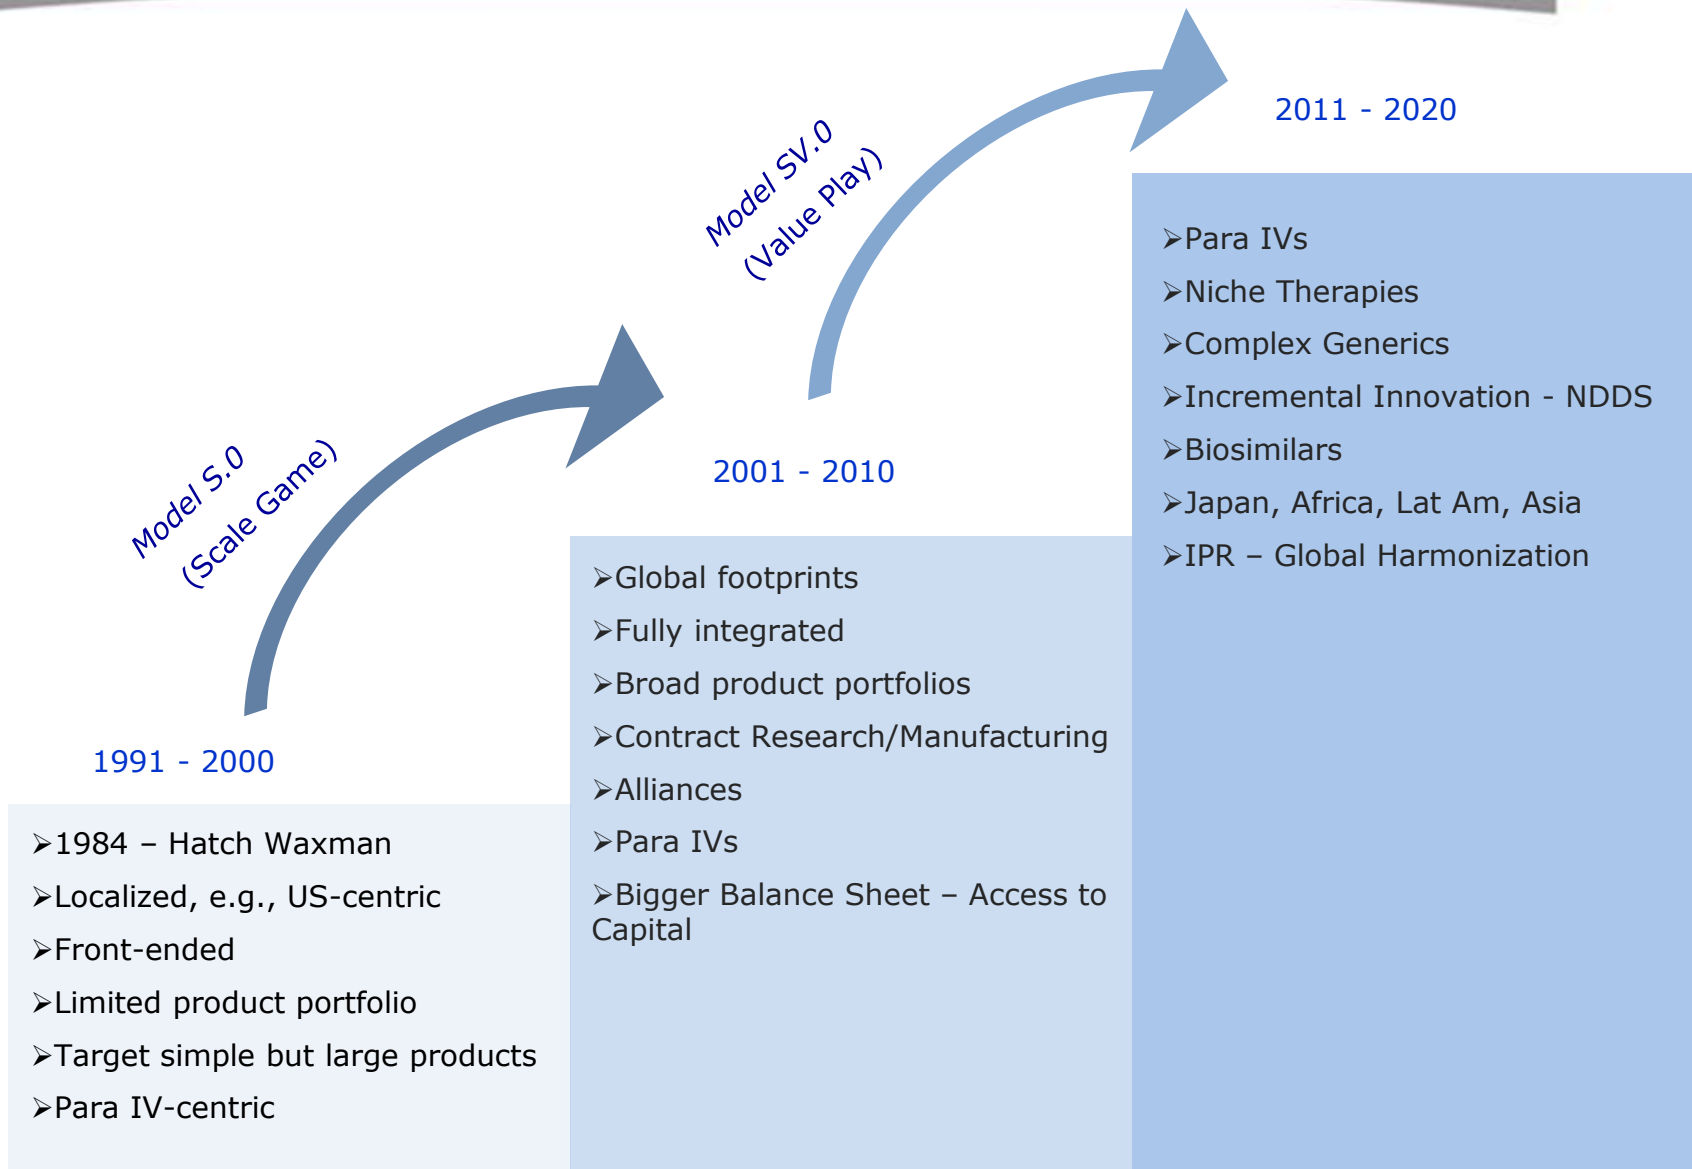 2011 - 2020
Model SV.0
(Value Play)
➢Para IVs
➢Niche Therapies
➢Complex Generics
➢Incremental Innovation - NDDS
➢Biosimilars
➢Japan, Africa, Lat Am, Asia
➢IPR – Global Harmonization
Model S.0
(Scale Game)
2001 - 2010
➢Global footprints
➢Fully integrated
➢Broad product portfolios
➢Contract Research/Manufacturing
➢Alliances
➢Para IVs
➢Bigger Balance Sheet – Access to
Capital
1991 - 2000
➢1984 – Hatch Waxman
➢Localized, e.g., US-centric
➢Front-ended
➢Limited product portfolio
➢Target simple but large products
➢Para IV-centric